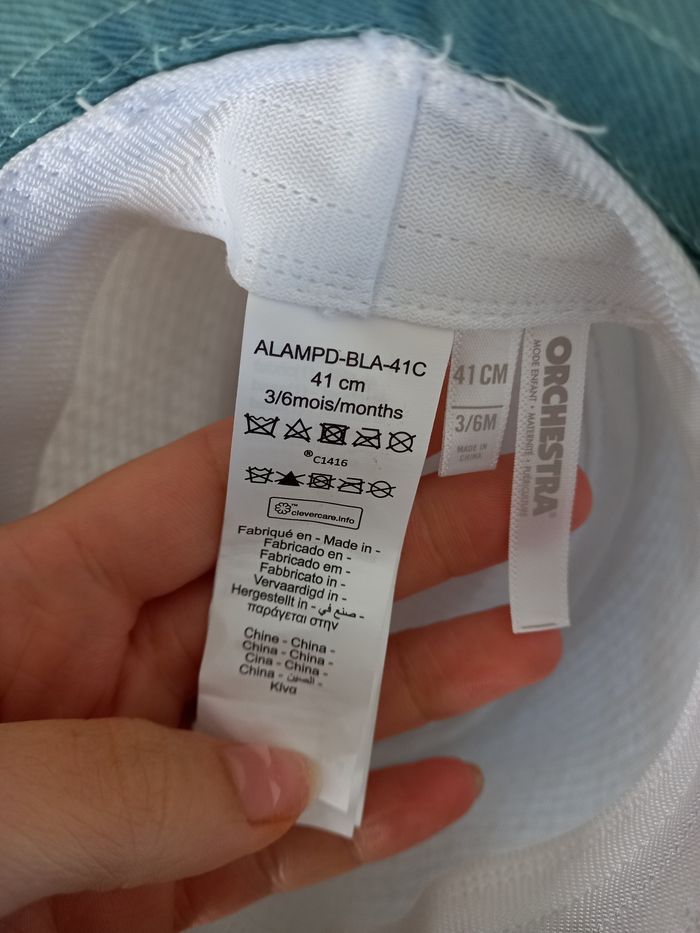 ALAMPD-BLA-41C
41 cm
3/6mois/months
®C1416
™
clevercare.info
Fabriqué en - Made in -
Fabricado en -
Fabricado em -
Fabbricato in -
Vervaardigd in -
Hergestellt in - صنع في -
παράγεται στην
Chine - China -
China - China -
Cina - China -
China - الصين -
Κίνα
41 CM
3/6M
MADE IN
CHINA
ORCHESTRA
MODE ENFANT • MATERNITÉ • PUÉRICULTURE